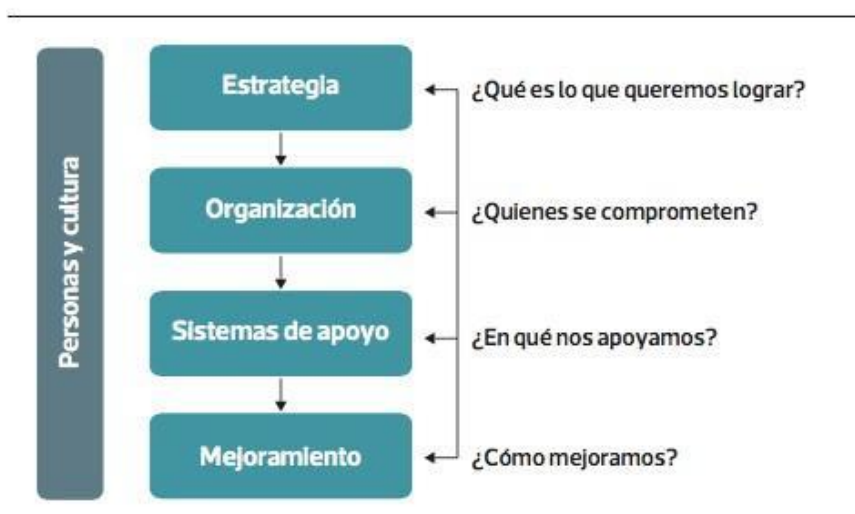 Personas y cultura
Estrategia
¿Qué es lo que queremos lograr?
Organización
¿Quienes se comprometen?
Sistemas de apoyo
¿En qué nos apoyamos?
Mejoramiento
¿Cómo mejoramos?